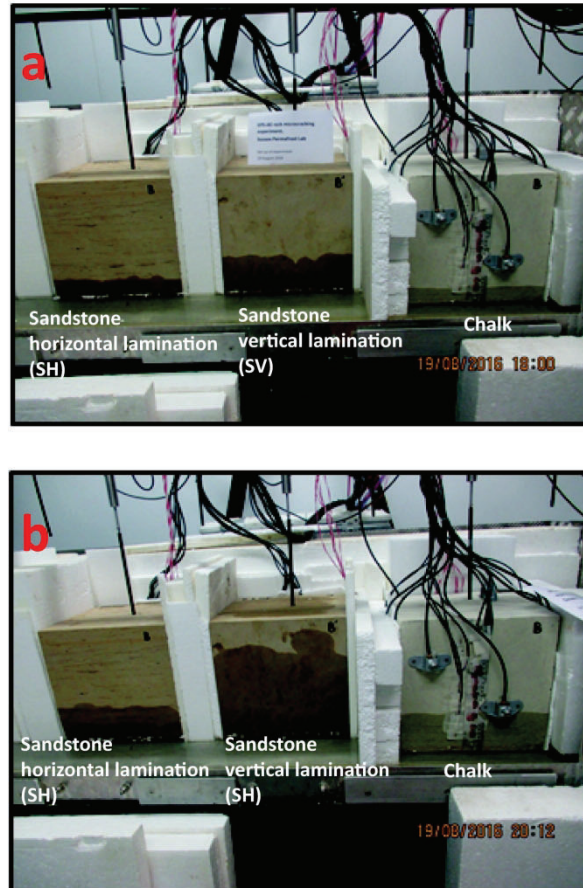 a
B
B'
B
Sandstone
horizontal lamination
(SH)
Sandstone
vertical lamination
(SV)
Chalk
19/08/2016 18:00
b
B
B'
B
Sandstone
horizontal lamination
(SH)
Sandstone
vertical lamination
(SH)
Chalk
19/08/2016 20:12